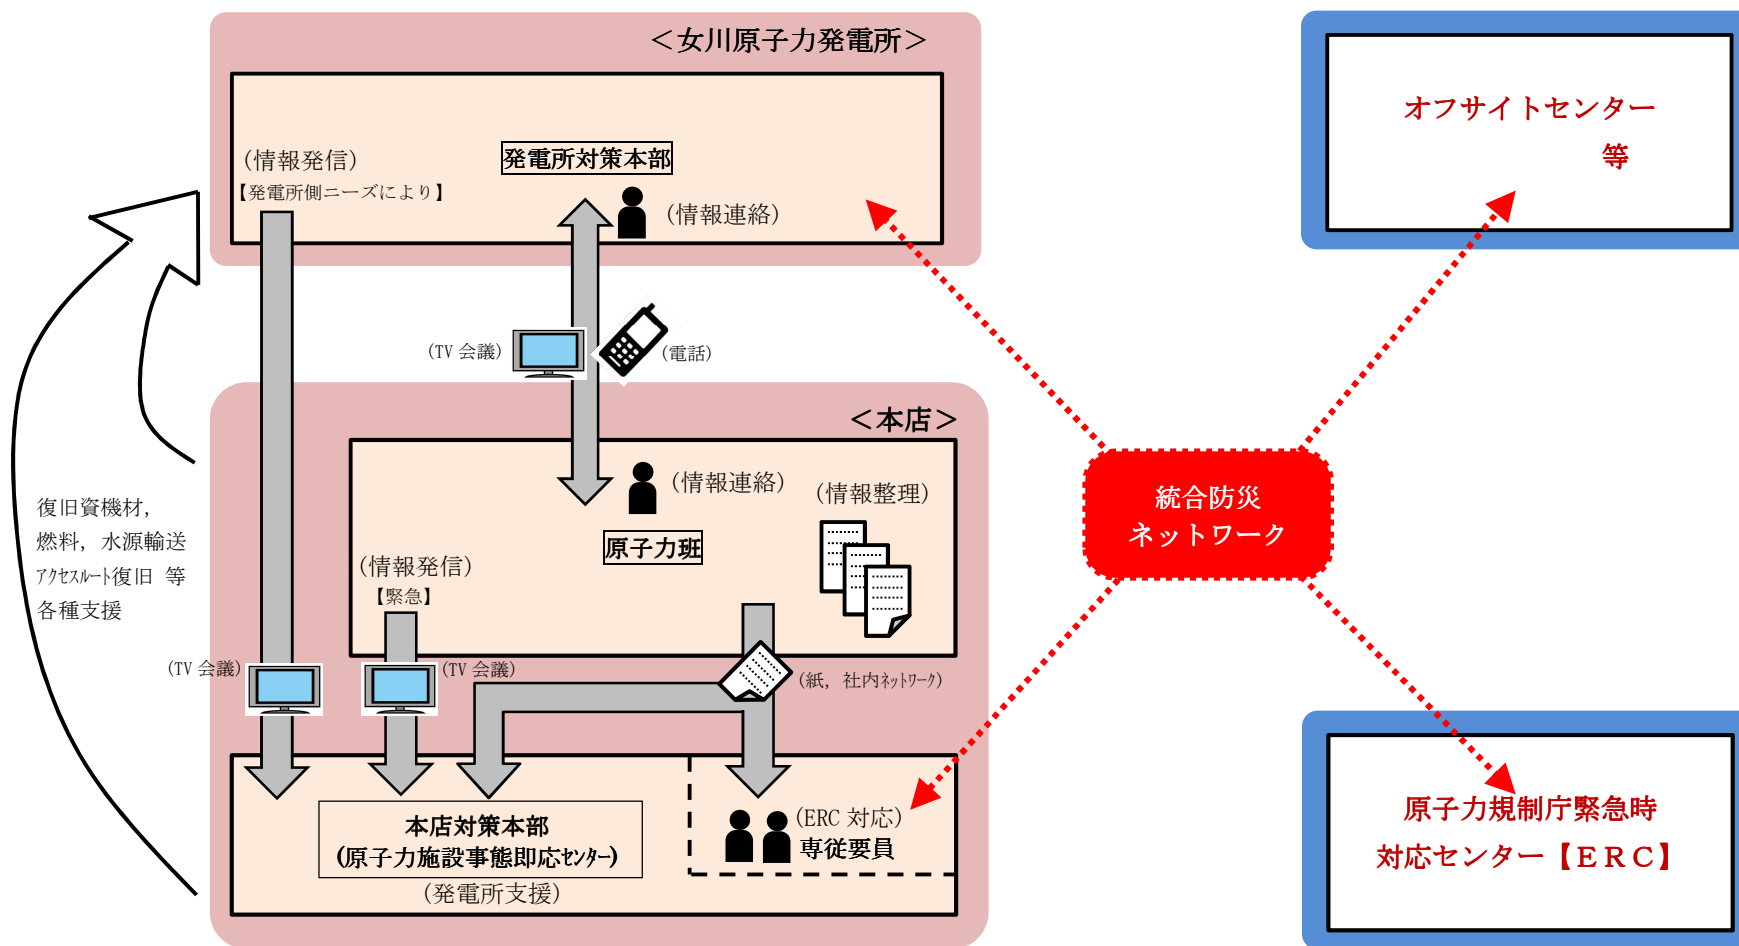 ＜女川原子力発電所＞
(情報発信)
【発電所側ニーズにより】
発電所対策本部
(情報連絡)
オフサイトセンター
等
(TV 会議)
(電話)
＜本店＞
(情報連絡)
(情報整理)
原子力班
(情報発信)
【緊急】
統合防災
ネットワーク
復旧資機材，
燃料，水源輸送
ｱｸｾｽﾙｰﾄ復旧 等
各種支援
(TV 会議)
(TV 会議)
(紙，社内ﾈｯﾄﾜｰｸ)
本店対策本部
(原子力施設事態即応ｾﾝﾀｰ)
(発電所支援)
(ERC 対応)
専従要員
原子力規制庁緊急時
対応センター【ＥＲＣ】